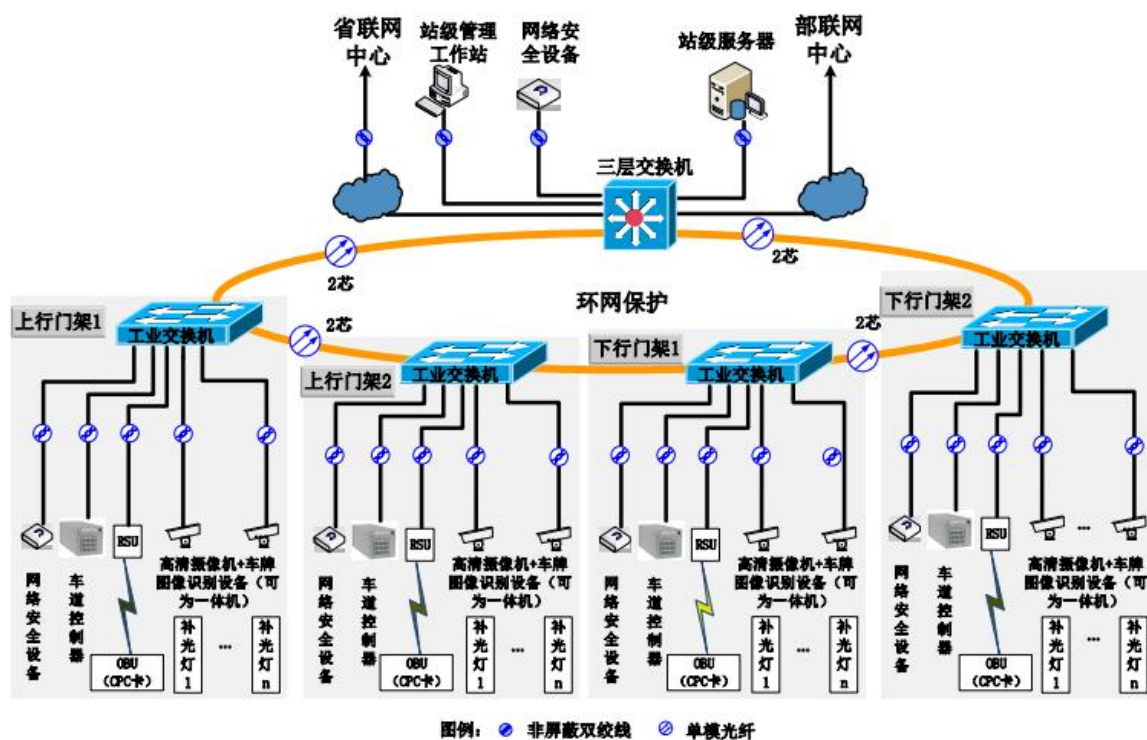 省联网
中心
站级管理
工作站
网络安
全设备
站级服务器
部联网
中心
三层交换机
2芯
2芯
环网保护
上行门架1
工业交换机
2芯
上行门架2
工业交换机
下行门架1
工业交换机
2芯
下行门架2
工业交换机
网络安全设备
车道控制器
RSU
高清摄像机+车牌
图像识别设备（可
为一体机）
OBU
（CPC卡）
补光灯1
...
补光灯n
网络安全设备
车道控制器
RSU
高清摄像机+车牌
图像识别设备（可
为一体机）
OBU
（CPC卡）
补光灯1
...
补光灯n
网络安全设备
车道控制器
RSU
高清摄像机+车牌
图像识别设备（可
为一体机）
OBU
（CPC卡）
补光灯1
...
补光灯n
网络安全设备
车道控制器
RSU
...
高清摄像机+车牌
图像识别设备（可
为一体机）
OBU
（CPC卡）
补光灯1
...
补光灯n
图例： 非屏蔽双绞线 单模光纤